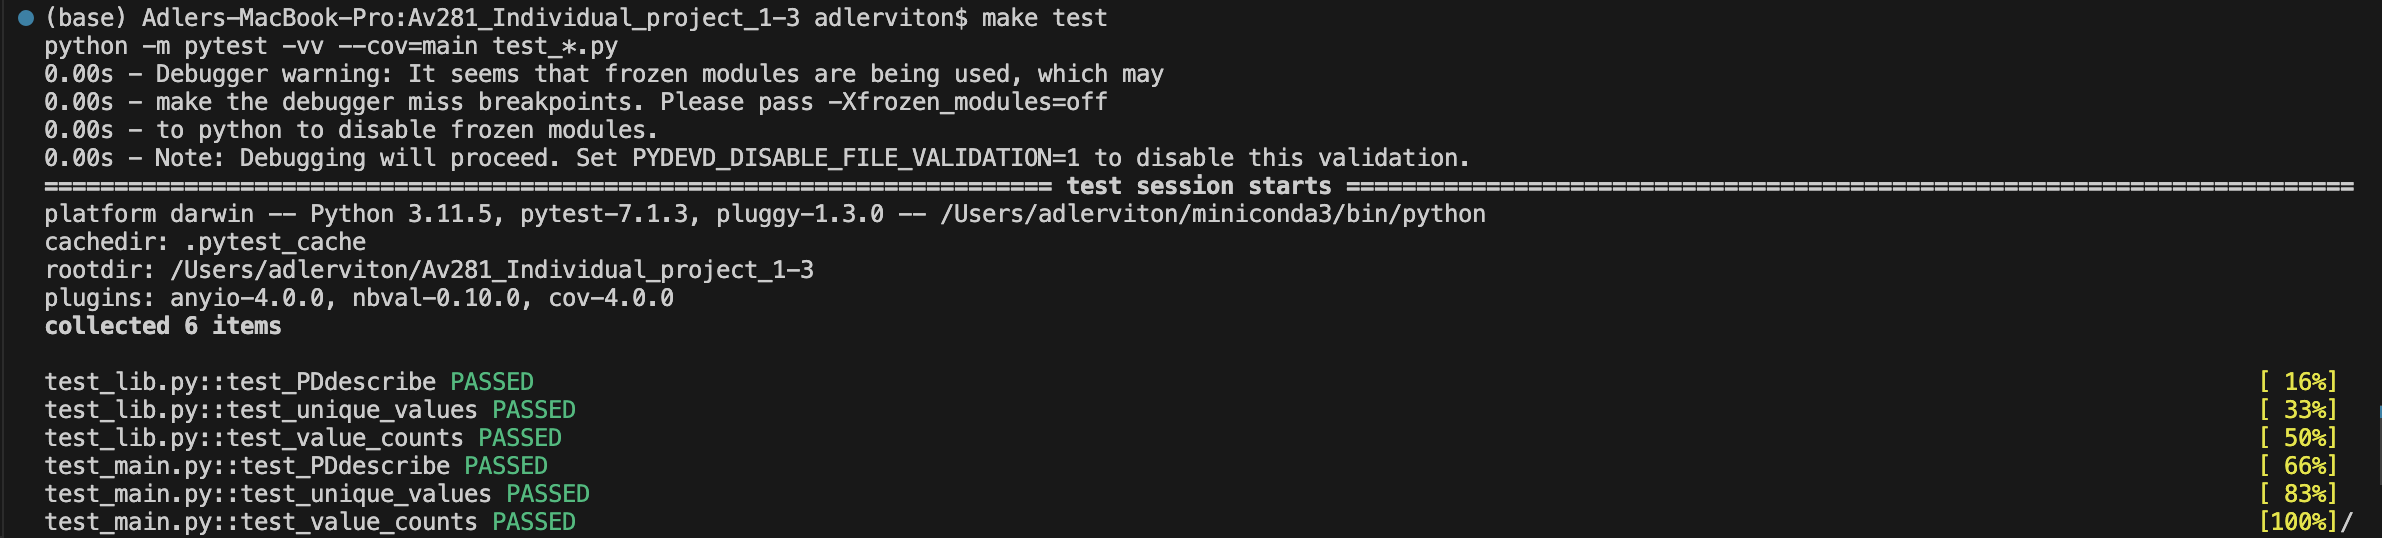 (base) Adlers-MacBook-Pro:Av281_Individual_project_1-3 adlerviton$ make test
python -m pytest -vv --cov=main test_*.py
0.00s - Debugger warning: It seems that frozen modules are being used, which may
0.00s - make the debugger miss breakpoints. Please pass -Xfrozen_modules=off
0.00s - to python to disable frozen modules.
0.00s - Note: Debugging will proceed. Set PYDEVD_DISABLE_FILE_VALIDATION=1 to disable this validation.
======================================================================== test session starts ========================================================================
platform darwin -- Python 3.11.5, pytest-7.1.3, pluggy-1.3.0 -- /Users/adlerviton/miniconda3/bin/python
cachedir: .pytest_cache
rootdir: /Users/adlerviton/Av281_Individual_project_1-3
plugins: anyio-4.0.0, nbval-0.10.0, cov-4.0.0
collected 6 items

test_lib.py::test_PDdescribe PASSED [ 16%]
test_lib.py::test_unique_values PASSED [ 33%]
test_lib.py::test_value_counts PASSED [ 50%]
test_main.py::test_PDdescribe PASSED [ 66%]
test_main.py::test_unique_values PASSED [ 83%]
test_main.py::test_value_counts PASSED [100%]/